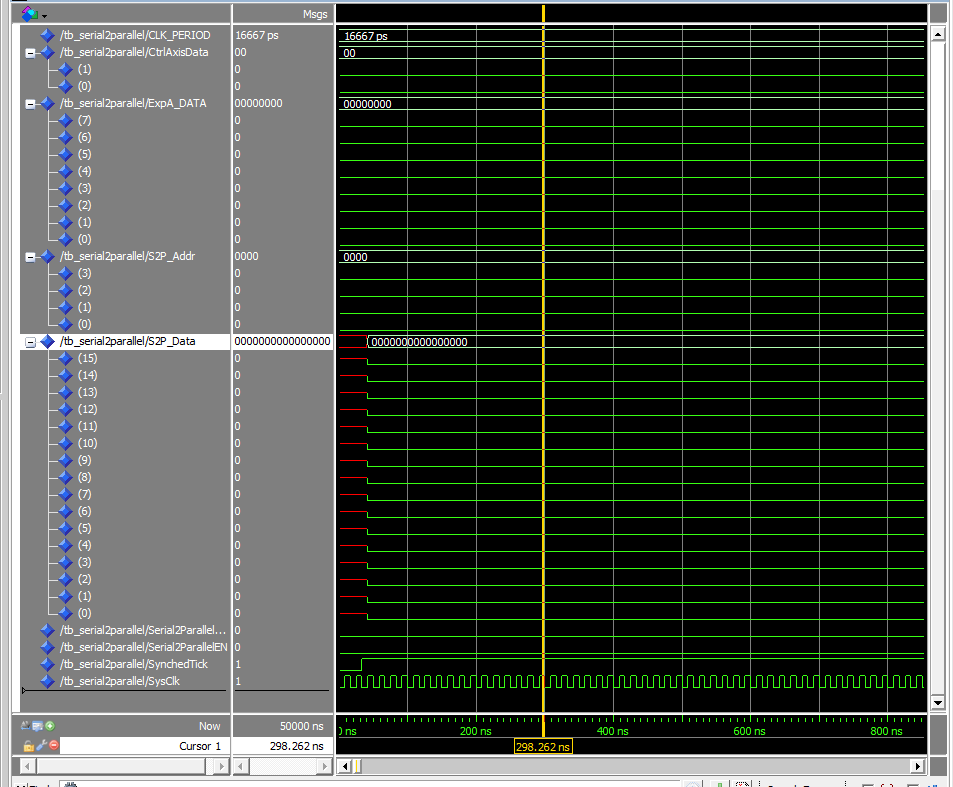 Msgs
/tb_serial2parallel/CLK_PERIOD 16667 ps 16667 ps
/tb_serial2parallel/CtrlAxisData 00 00
(1) 0
(0) 0
/tb_serial2parallel/ExpA_DATA 00000000 00000000
(7) 0
(6) 0
(5) 0
(4) 0
(3) 0
(2) 0
(1) 0
(0) 0
/tb_serial2parallel/S2P_Addr 0000 0000
(3) 0
(2) 0
(1) 0
(0) 0
/tb_serial2parallel/S2P_Data 0000000000000000 0000000000000000
(15) 0
(14) 0
(13) 0
(12) 0
(11) 0
(10) 0
(9) 0
(8) 0
(7) 0
(6) 0
(5) 0
(4) 0
(3) 0
(2) 0
(1) 0
(0) 0
/tb_serial2parallel/Serial2Parallel... 0
/tb_serial2parallel/Serial2ParallelEN 0
/tb_serial2parallel/SynchedTick 1
/tb_serial2parallel/SysClk 1
Now 50000 ns ns 200 ns 400 ns 600 ns 800 ns
Cursor 1 298.262 ns 298.262 ns